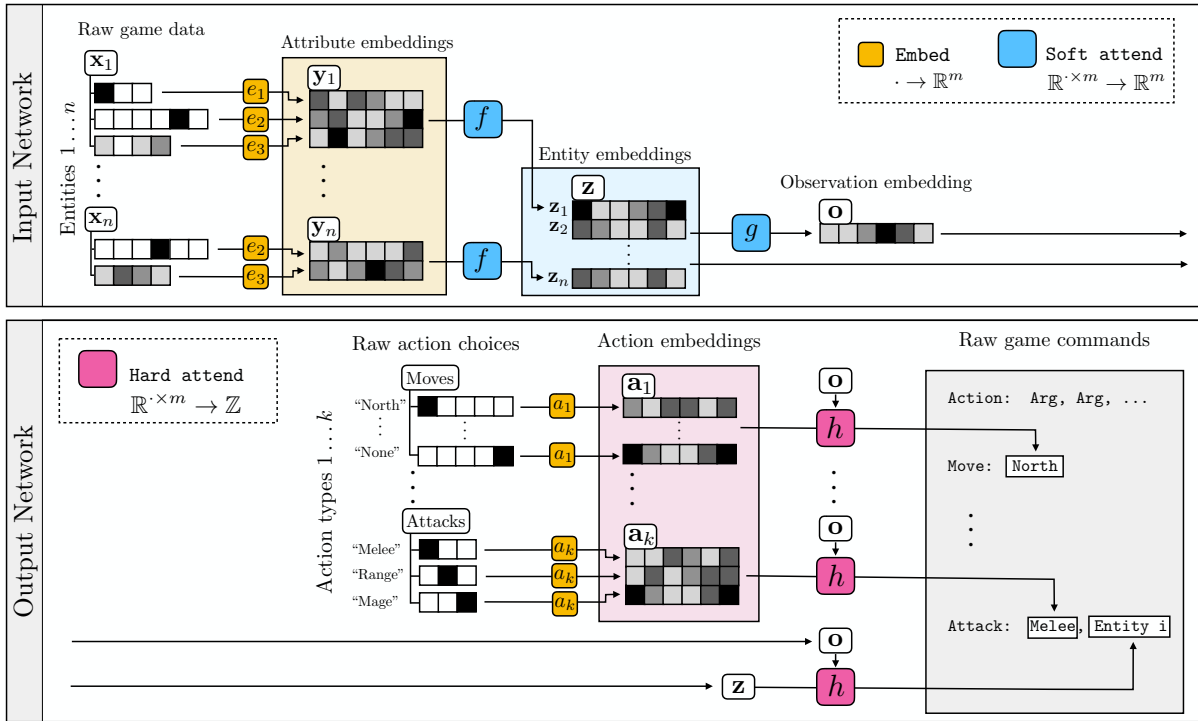 Input Network
Raw game data
Entities 1 … n
x₁
e₁
e₂
e₃
xₙ
e₂
e₃
Attribute embeddings
y₁
yₙ
f
f
Entity embeddings
z
z₁
z₂
zₙ
g
Observation embedding
o
Embed
· → ℝᵐ
Soft attend
ℝ^{·×m} → ℝᵐ
Output Network
Hard attend
ℝ^{·×m} → ℤ
Raw action choices
Action types 1 … k
Moves
“North”
a₁
“None”
a₁
Attacks
“Melee”
aₖ
“Range”
aₖ
“Mage”
aₖ
Action embeddings
a₁
aₖ
o
h
o
h
o
z
h
Raw game commands
Action: Arg, Arg, ...
Move: North
Attack: Melee, Entity i